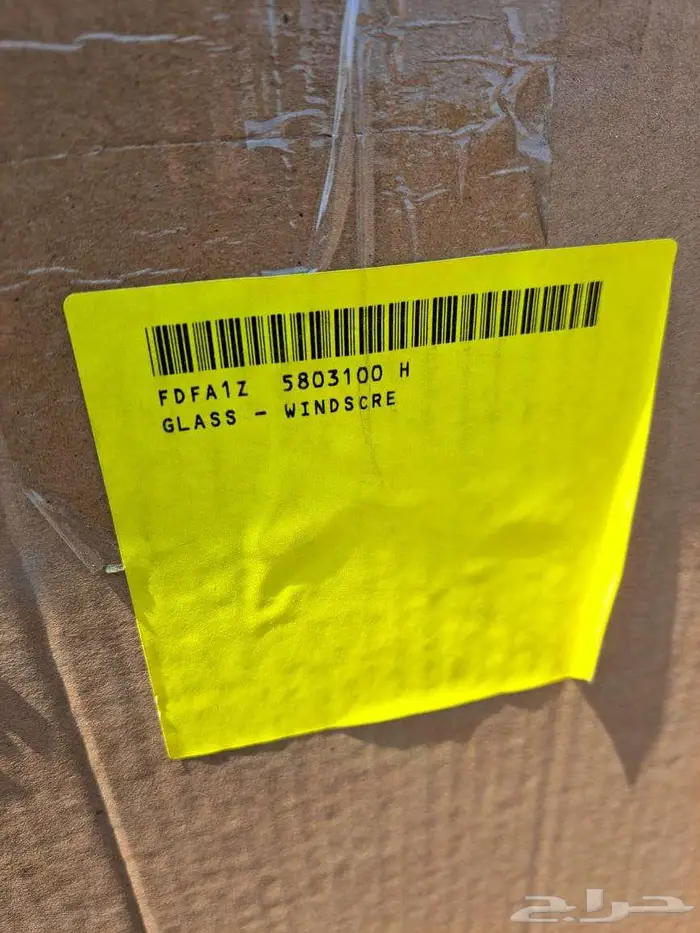 FDFA1Z 5803100 H
GLASS - WINDSCRE
حراج